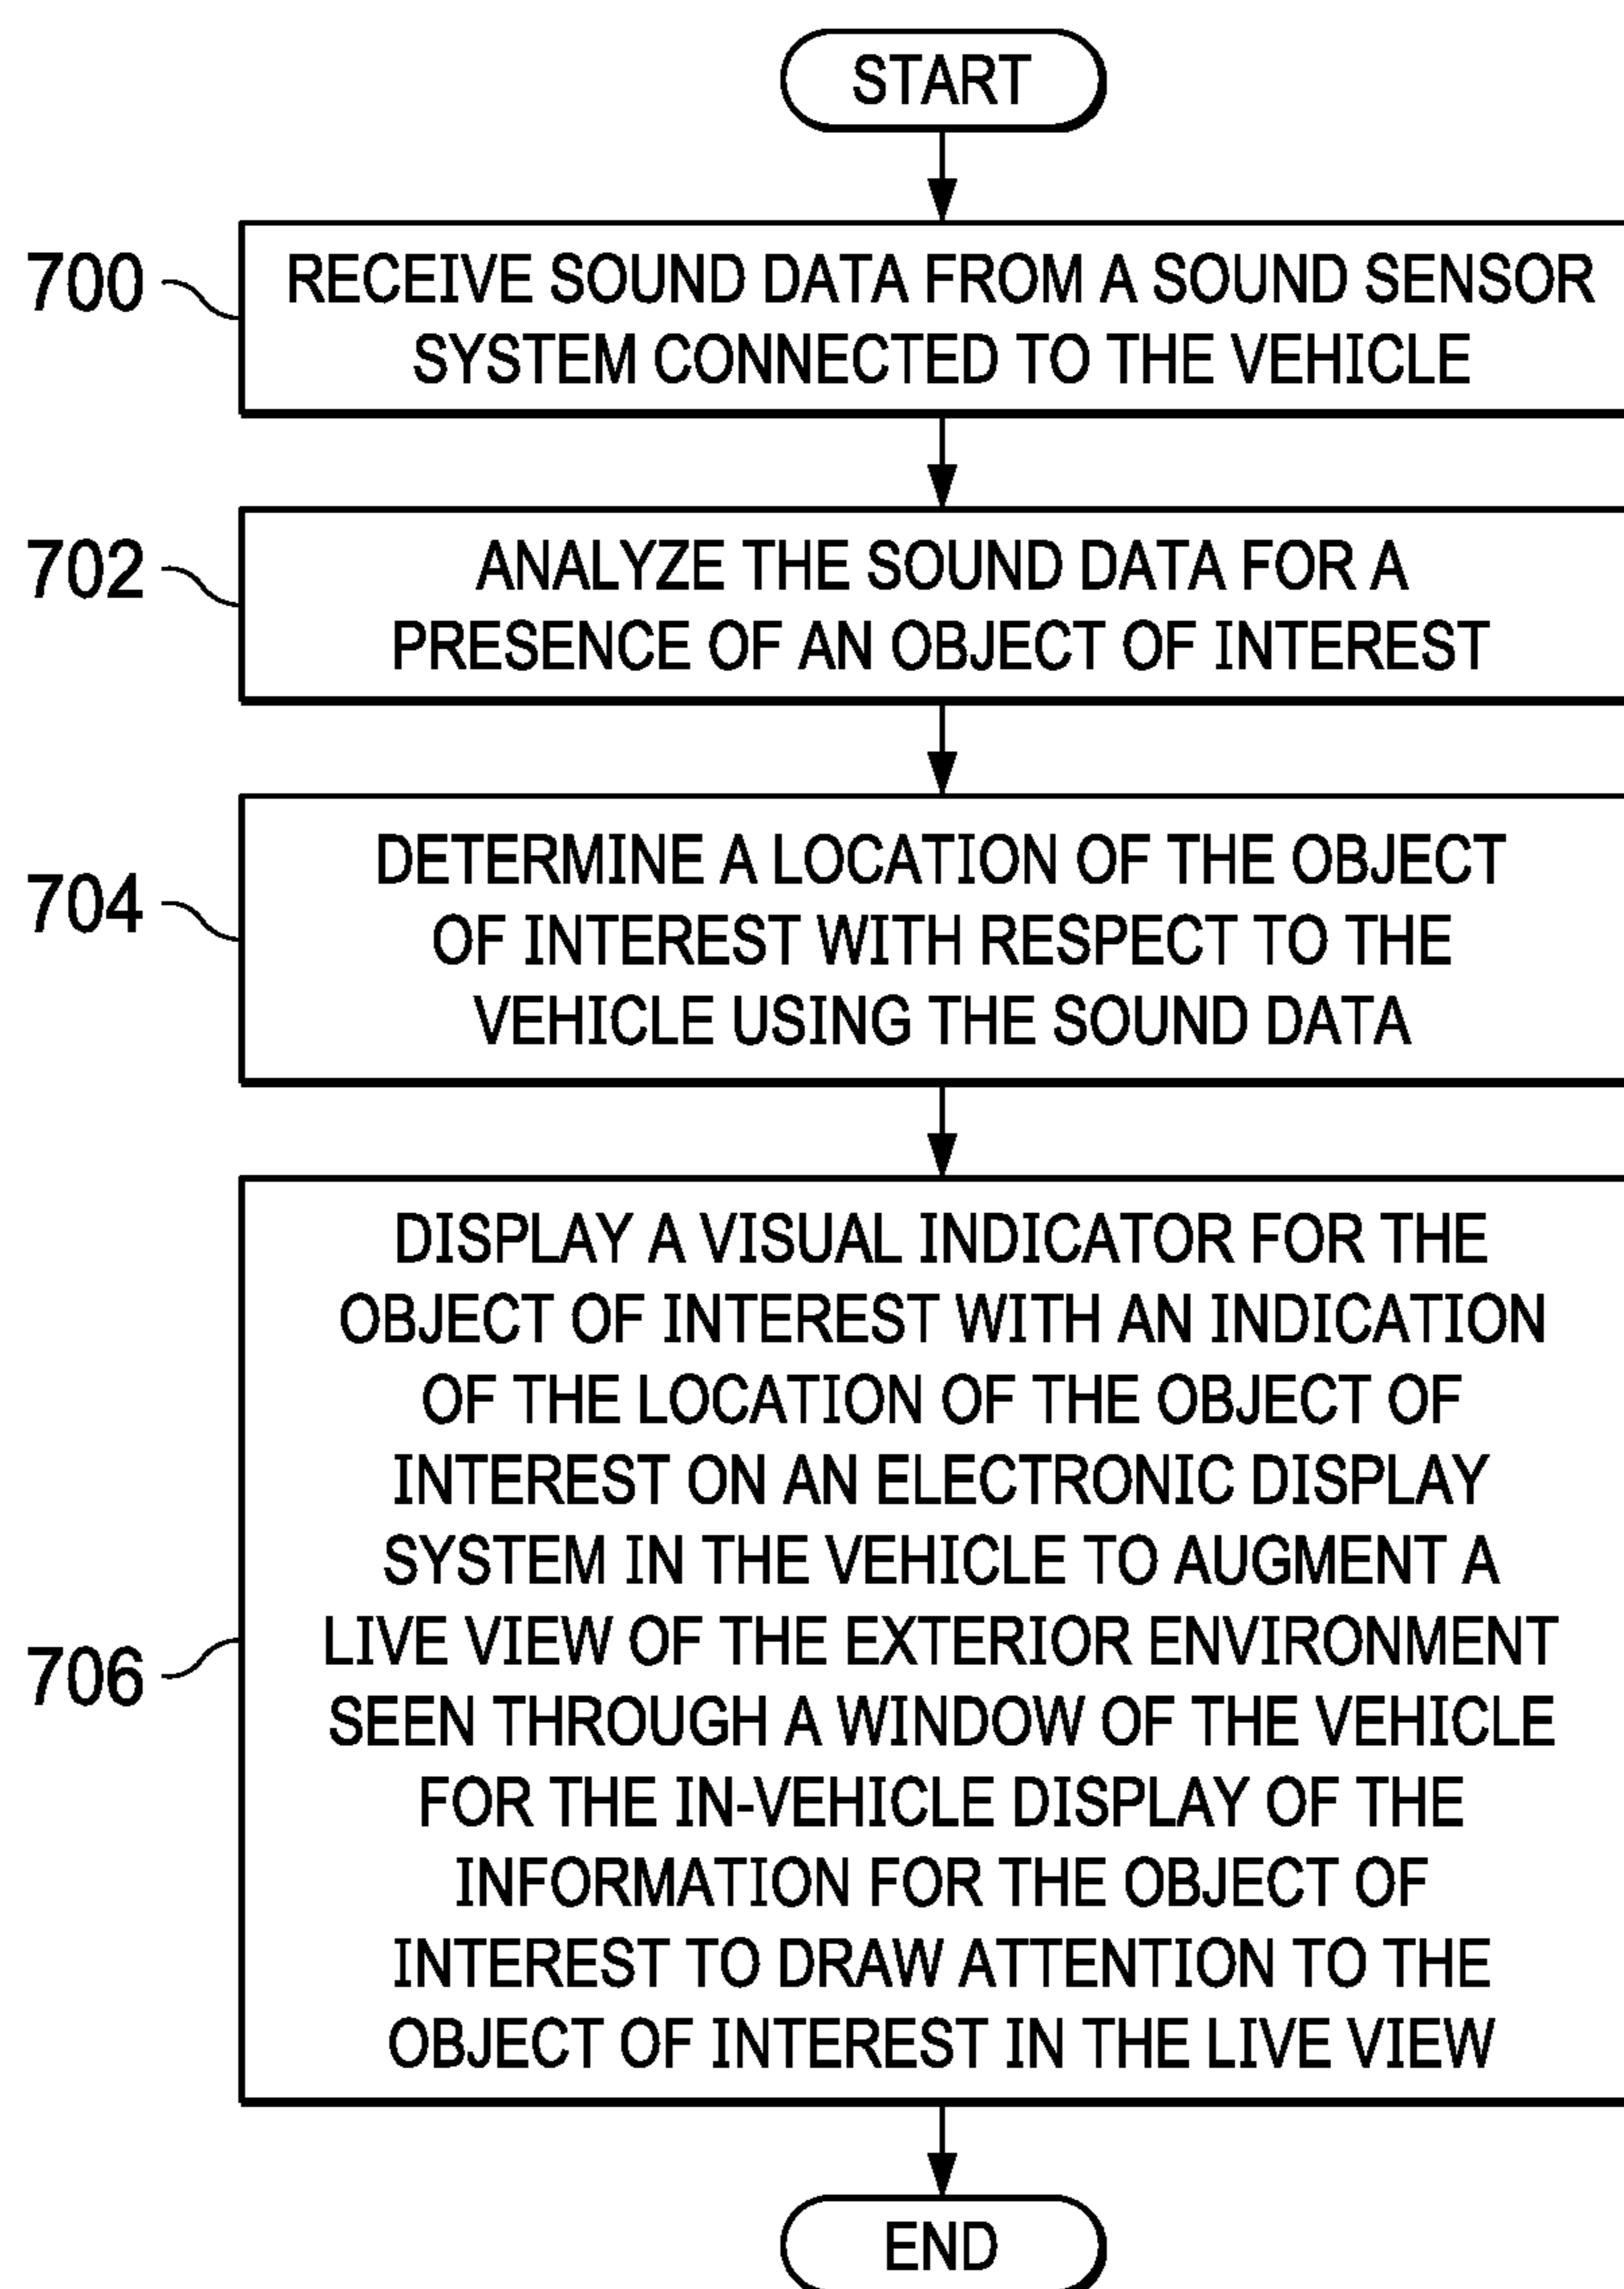 START
700
RECEIVE SOUND DATA FROM A SOUND SENSOR
SYSTEM CONNECTED TO THE VEHICLE
702
ANALYZE THE SOUND DATA FOR A
PRESENCE OF AN OBJECT OF INTEREST
704
DETERMINE A LOCATION OF THE OBJECT
OF INTEREST WITH RESPECT TO THE
VEHICLE USING THE SOUND DATA
706
DISPLAY A VISUAL INDICATOR FOR THE
OBJECT OF INTEREST WITH AN INDICATION
OF THE LOCATION OF THE OBJECT OF
INTEREST ON AN ELECTRONIC DISPLAY
SYSTEM IN THE VEHICLE TO AUGMENT A
LIVE VIEW OF THE EXTERIOR ENVIRONMENT
SEEN THROUGH A WINDOW OF THE VEHICLE
FOR THE IN-VEHICLE DISPLAY OF THE
INFORMATION FOR THE OBJECT OF
INTEREST TO DRAW ATTENTION TO THE
OBJECT OF INTEREST IN THE LIVE VIEW
END